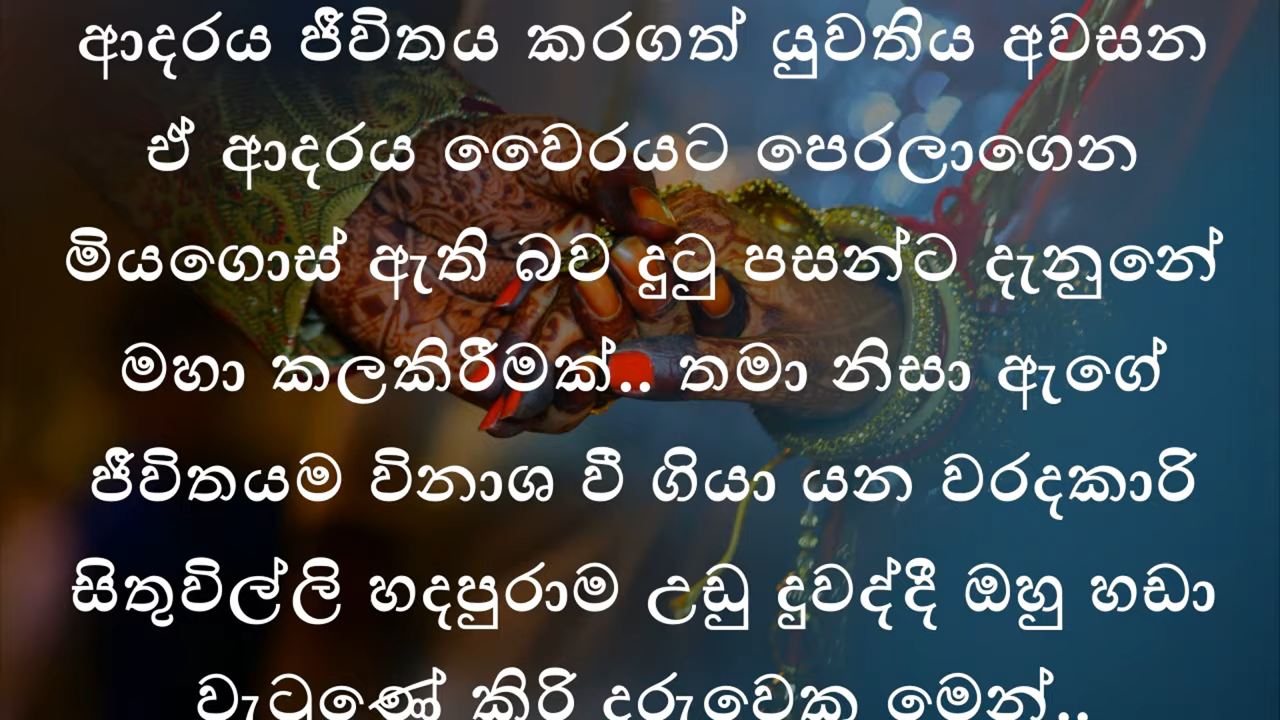 ආදරය ජීවිතය කරගත් යුවතිය අවසන
ඒ ආදරය වෛරයට පෙරලාගෙන
මියගොස් ඇති බව දුටු පසන්ට දැනුනේ
මහා කලකිරීමක්.. තමා නිසා ඇගේ
ජීවිතයම විනාශ වී ගියා යන වරදකාරි
සිතුවිල්ලි හදපුරාම උඩු දුවද්දී ඔහු හඩා
වැටුණේ කිරි දරුවෙක මෙන්..